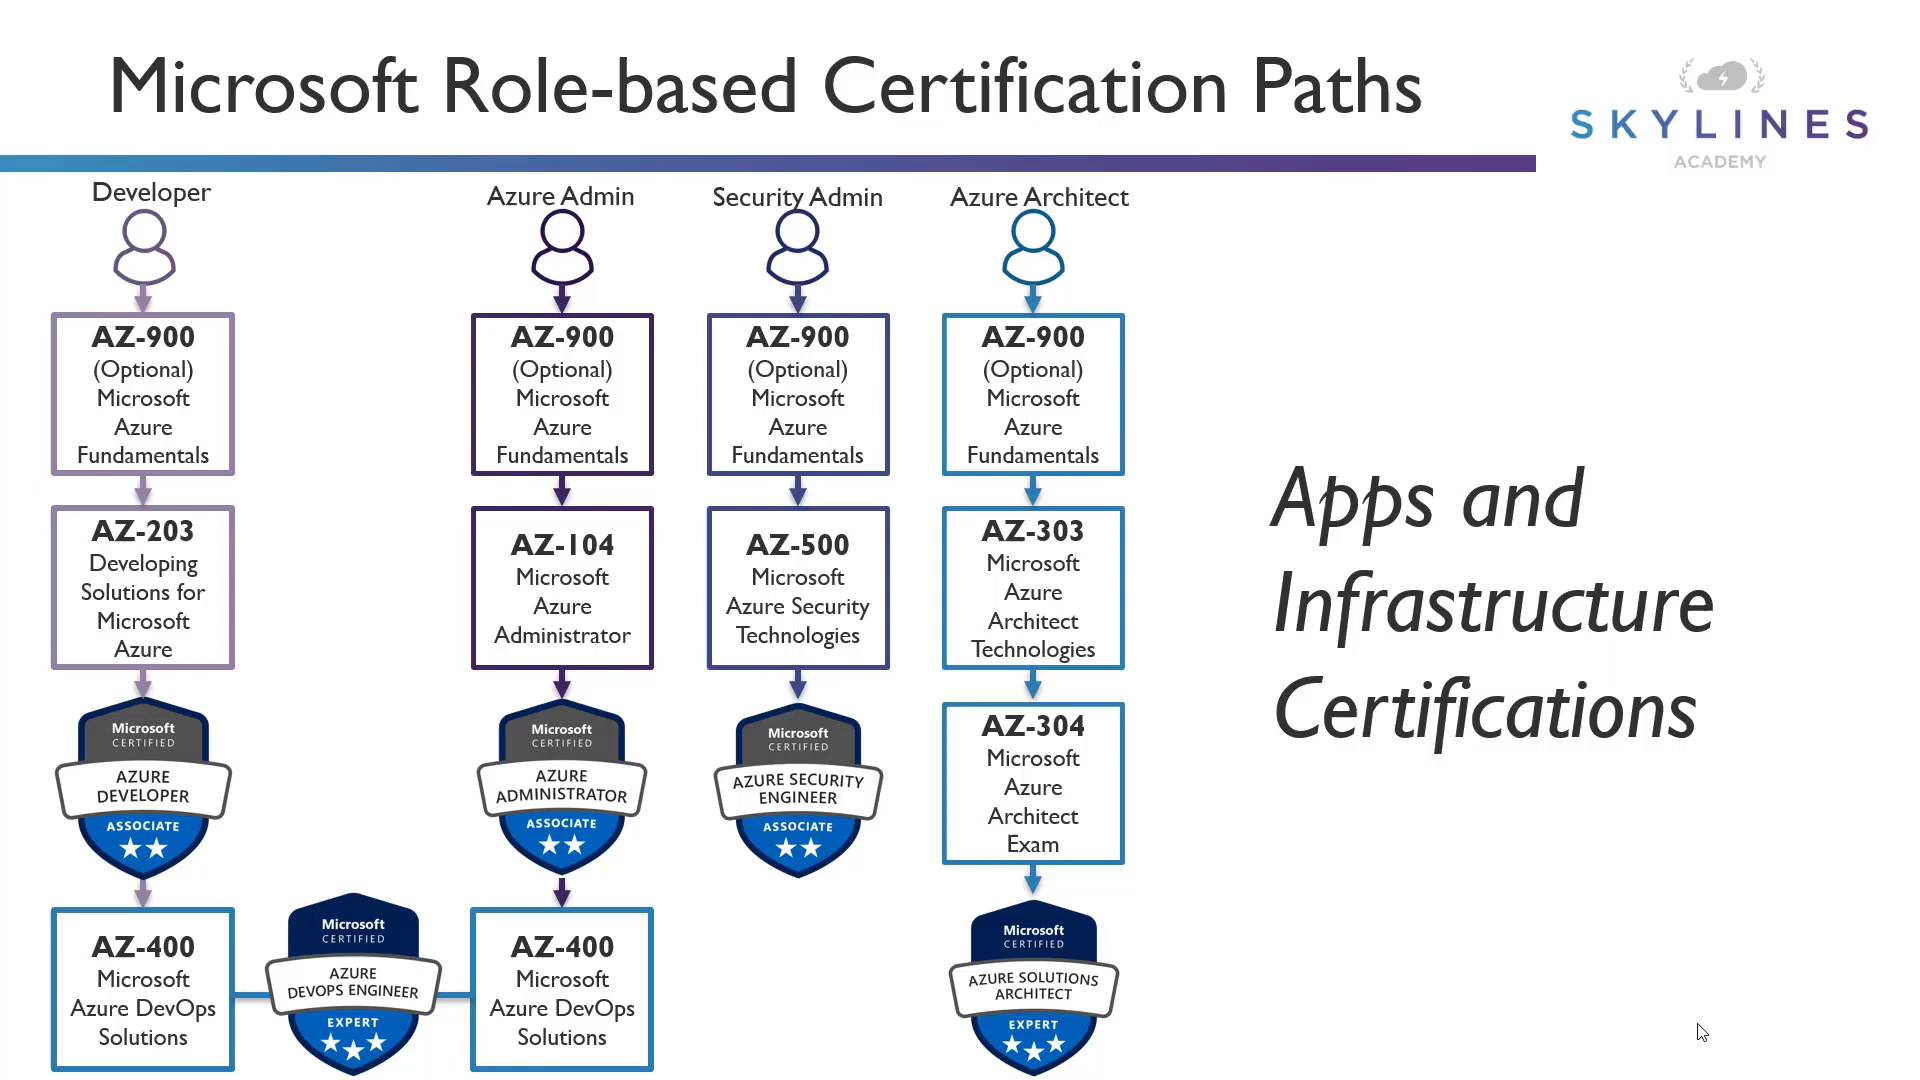 Microsoft Role-based Certification Paths
SKYLINES
ACADEMY
Developer
AZ-900
(Optional)
Microsoft
Azure
Fundamentals
AZ-203
Developing
Solutions for
Microsoft
Azure
Microsoft
CERTIFIED
AZURE
DEVELOPER
ASSOCIATE
AZ-400
Microsoft
Azure DevOps
Solutions
Microsoft
CERTIFIED
AZURE
DEVOPS ENGINEER
EXPERT
Azure Admin
AZ-900
(Optional)
Microsoft
Azure
Fundamentals
AZ-104
Microsoft
Azure
Administrator
Microsoft
CERTIFIED
AZURE
ADMINISTRATOR
ASSOCIATE
AZ-400
Microsoft
Azure DevOps
Solutions
Security Admin
AZ-900
(Optional)
Microsoft
Azure
Fundamentals
AZ-500
Microsoft
Azure Security
Technologies
Microsoft
CERTIFIED
AZURE SECURITY
ENGINEER
ASSOCIATE
Azure Architect
AZ-900
(Optional)
Microsoft
Azure
Fundamentals
AZ-303
Microsoft
Azure
Architect
Technologies
AZ-304
Microsoft
Azure
Architect
Exam
Microsoft
CERTIFIED
AZURE SOLUTIONS
ARCHITECT
EXPERT
Apps and
Infrastructure
Certifications